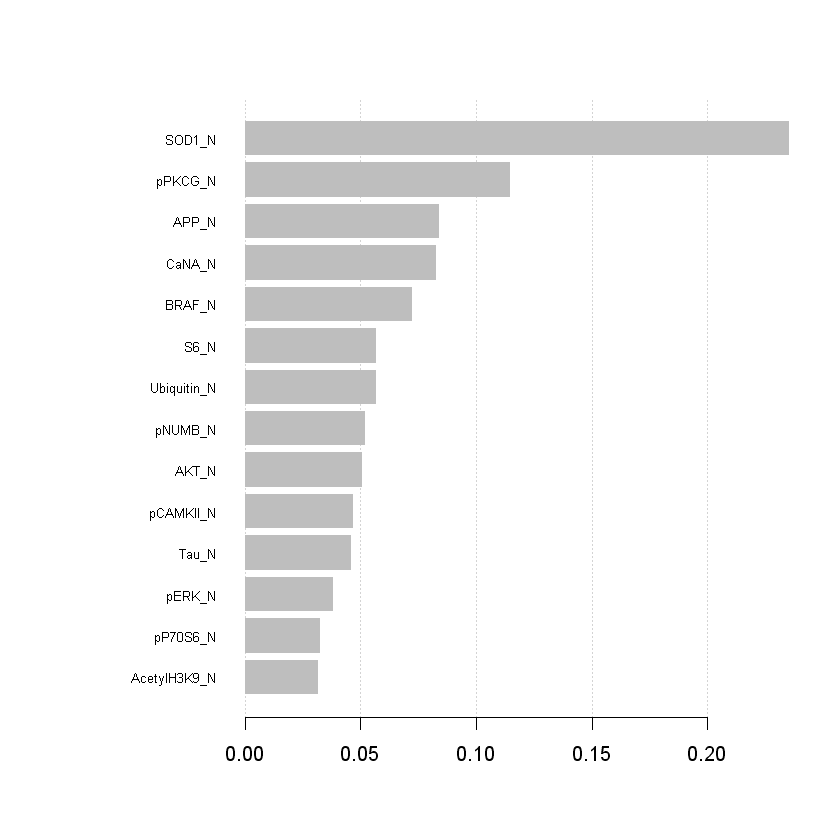 SOD1_N
pPKCG_N
APP_N
CaNA_N
BRAF_N
S6_N
Ubiquitin_N
pNUMB_N
AKT_N
pCAMKII_N
Tau_N
pERK_N
pP70S6_N
AcetylH3K9_N
0.00 0.05 0.10 0.15 0.20